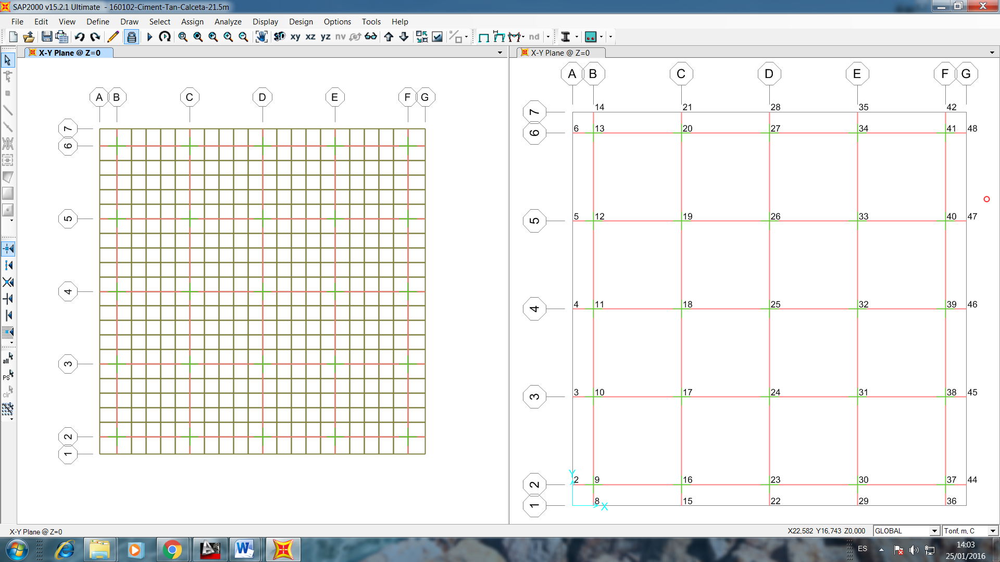 SAP2000 v15.2.1 Ultimate - 160102-Ciment-Tan-Calceta-21.5m
File Edit View Define Draw Select Assign Analyze Display Design Options Tools Help
3D xy xz yz nv nd
X-Y Plane @ Z=0
A B C D E F G
7
6
5
4
3
2
1
X-Y Plane @ Z=0
A B C D E F G
7 14 21 28 35 42
6 6 13 20 27 34 41 48
5 5 12 19 26 33 40 47
4 4 11 18 25 32 39 46
3 3 10 17 24 31 38 45
Y
2 2 9 16 23 30 37 44
1 8 15 22 29 36
X
all
PS
clr
X-Y Plane @ Z=0
X22,582 Y16,743 Z0,000 GLOBAL Tonf, m, C
ES
14:03
25/01/2016